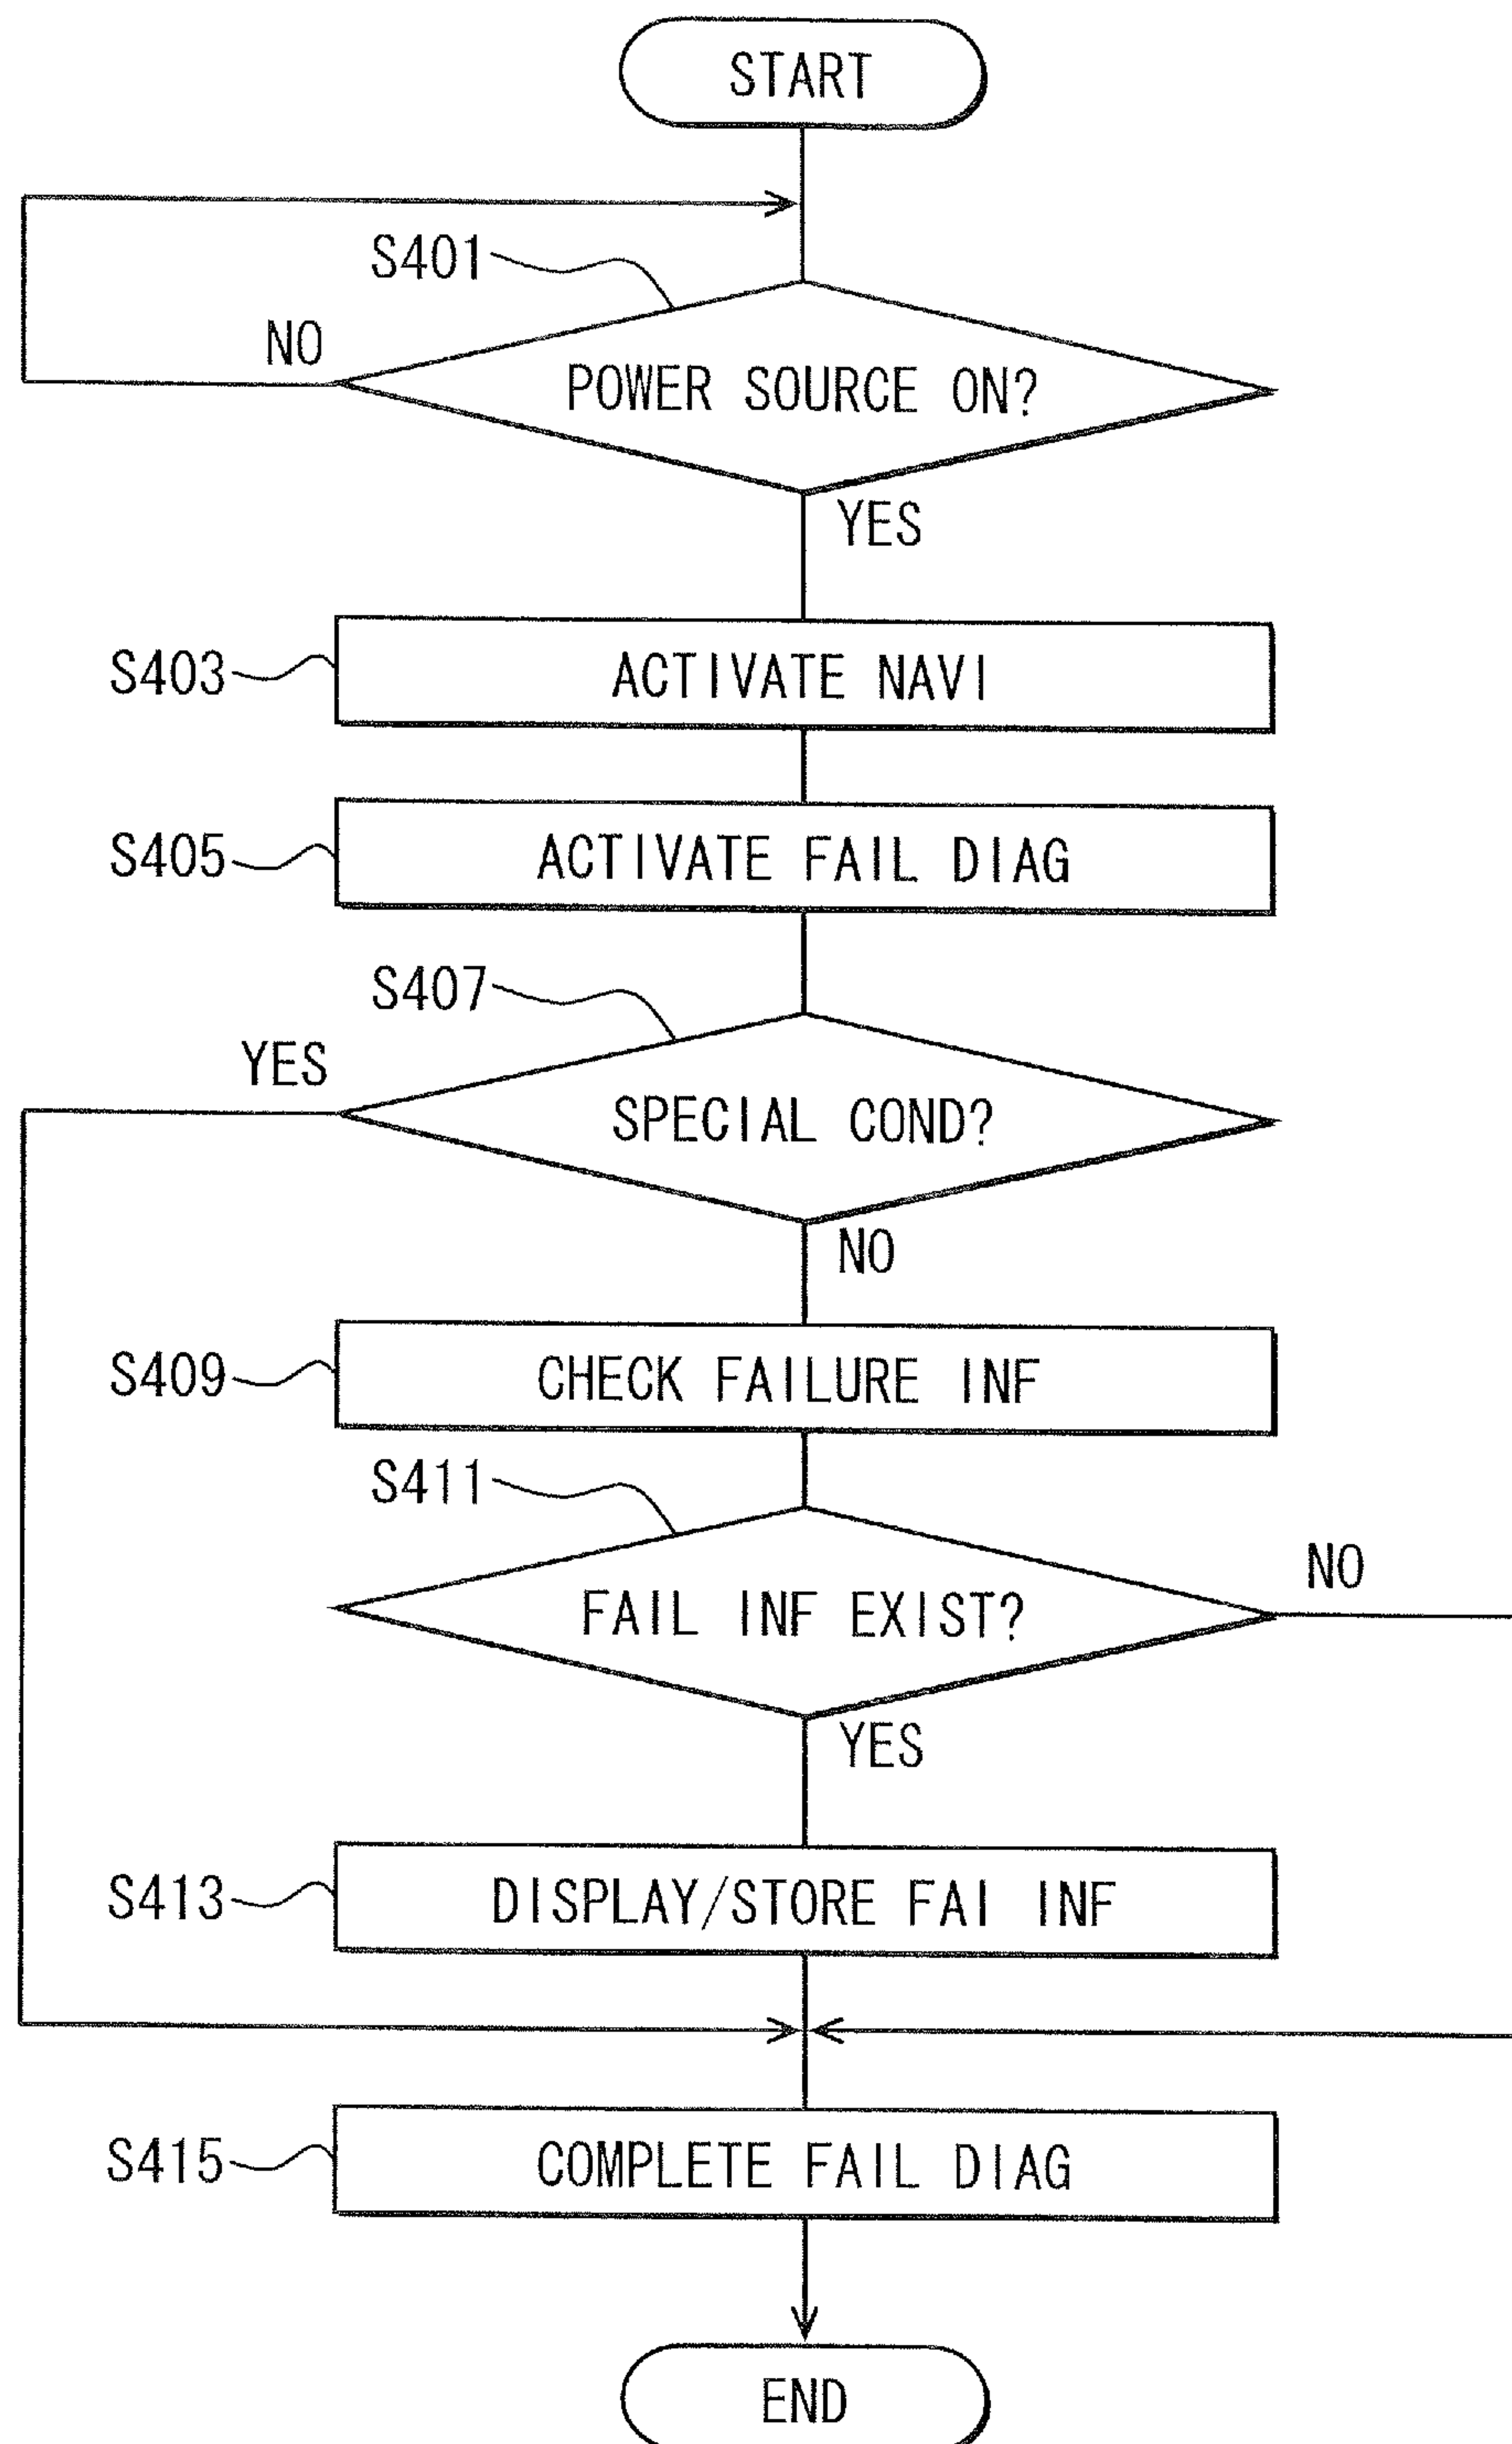 START
S401
NO
POWER SOURCE ON?
YES
S403
ACTIVATE NAVI
S405
ACTIVATE FAIL DIAG
S407
YES
SPECIAL COND?
NO
S409
CHECK FAILURE INF
S411
NO
FAIL INF EXIST?
YES
S413
DISPLAY/STORE FAI INF
S415
COMPLETE FAIL DIAG
END